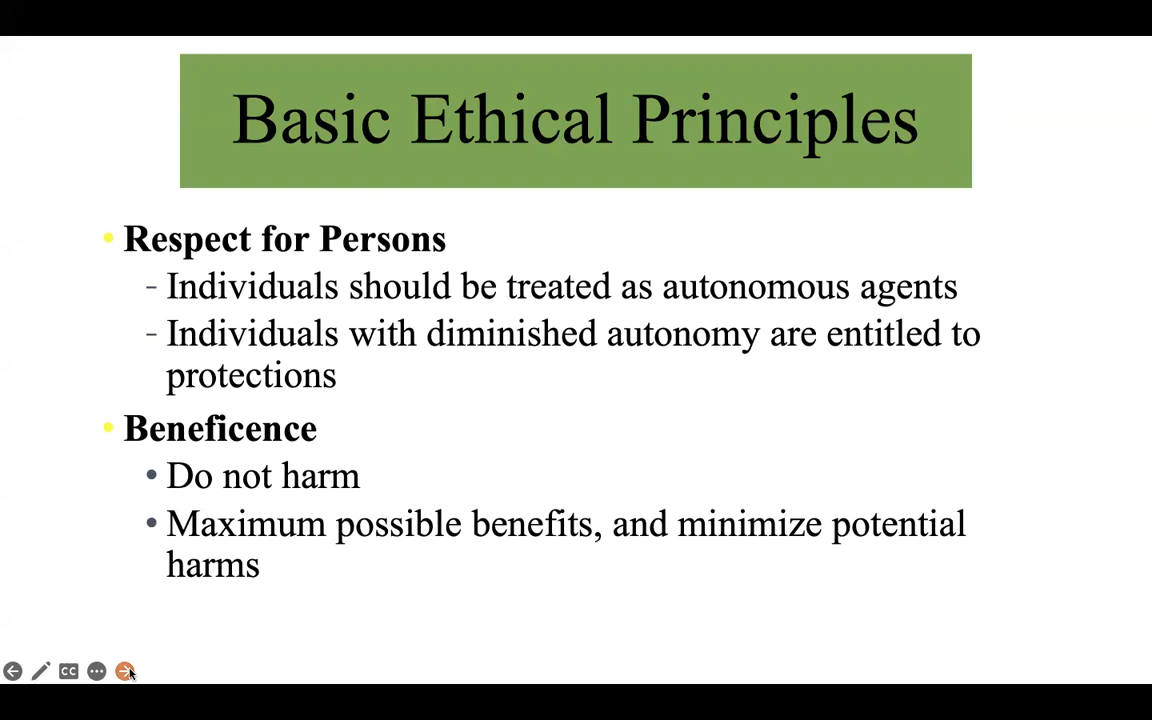 Basic Ethical Principles
• Respect for Persons
- Individuals should be treated as autonomous agents
- Individuals with diminished autonomy are entitled to
protections
• Beneficence
• Do not harm
• Maximum possible benefits, and minimize potential
harms
CC